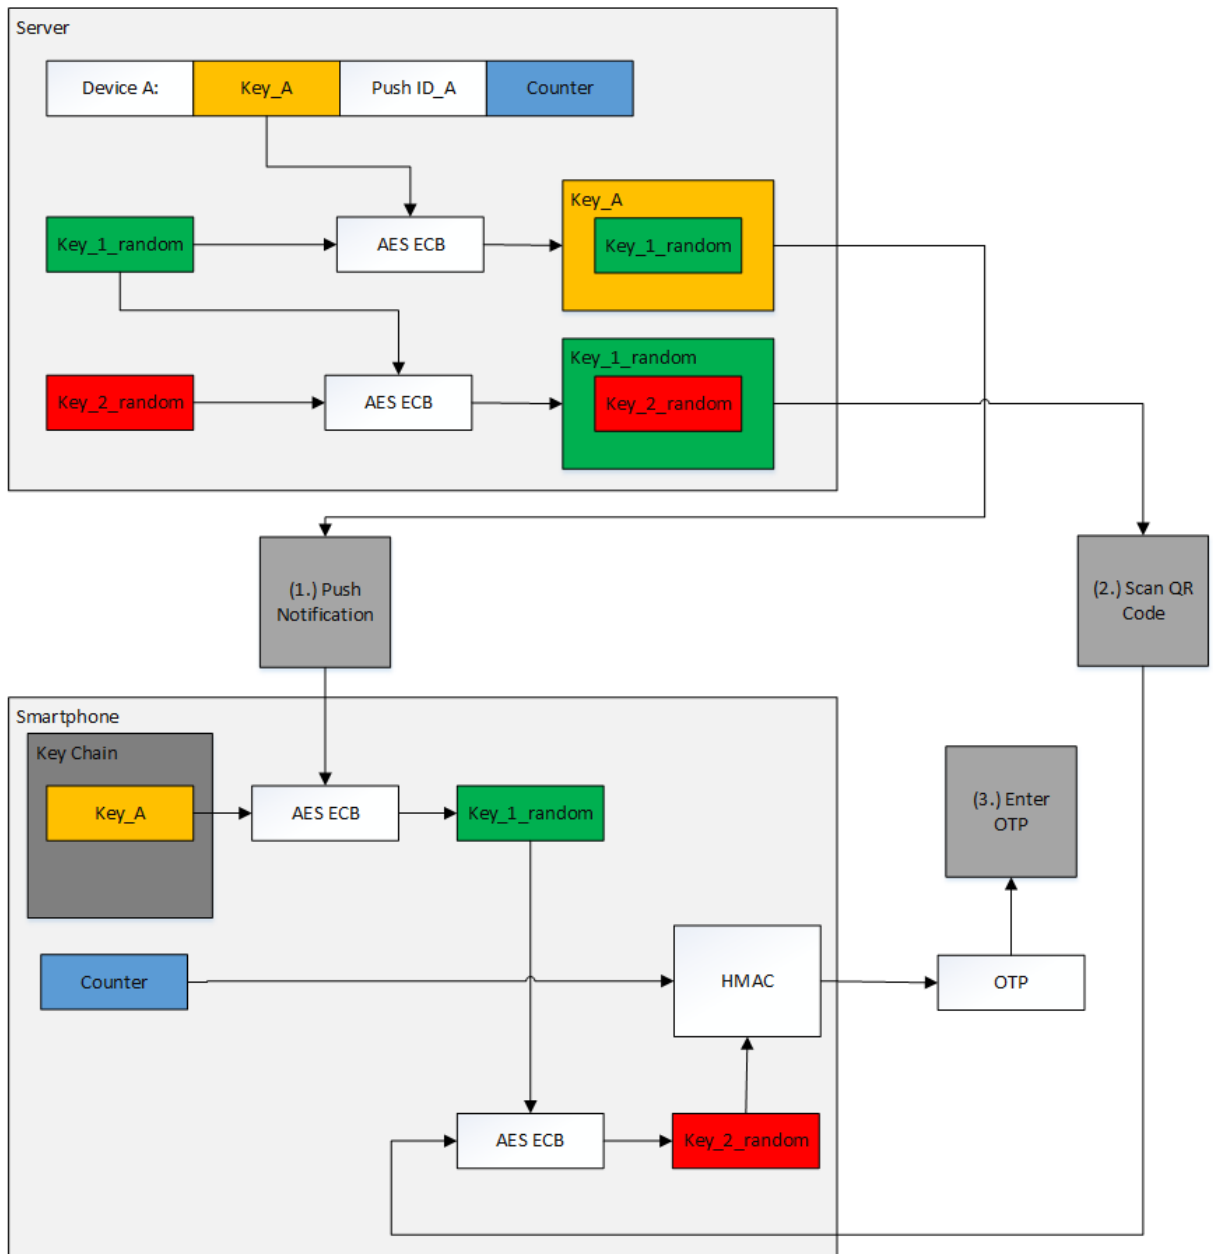 Server
Device A:
Key_A
Push ID_A
Counter
Key_A
Key_1_random
AES ECB
Key_1_random
Key_1_random
Key_2_random
AES ECB
Key_2_random
(1.) Push
Notification
(2.) Scan QR
Code
Smartphone
Key Chain
Key_A
AES ECB
Key_1_random
(3.) Enter
OTP
Counter
HMAC
OTP
AES ECB
Key_2_random